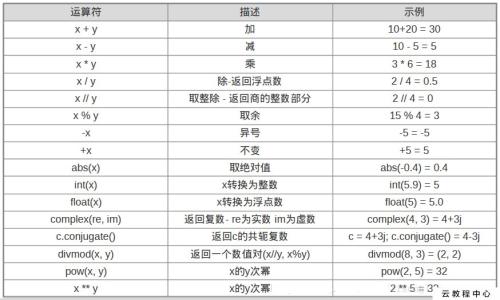 运算符 描述 示例
x + y 加 10+20 = 30
x - y 减 10 - 5 = 5
x * y 乘 3 * 6 = 18
x / y 除-返回浮点数 2 / 4 = 0.5
x // y 取整除 - 返回商的整数部分 2 // 4 = 0
x % y 取余 15 % 4 = 3
-x 异号 -5 = -5
+x 不变 +5 = 5
abs(x) 取绝对值 abs(-0.4) = 0.4
int(x) x转换为整数 int(5.9) = 5
float(x) x转换为浮点数 float(5) = 5.0
complex(re, im) 返回复数- re为实数 im为虚数 complex(4, 3) = 4+3j
c.conjugate() 返回c的共轭复数 c = 4+3j; c.conjugate() = 4-3j
divmod(x, y) 返回一个数值对(x//y, x%y) divmod(8, 3) = (2, 2)
pow(x, y) x的y次幂 pow(2, 5) = 32
x ** y x的y次幂 2 ** 5 = 32
云教程中心